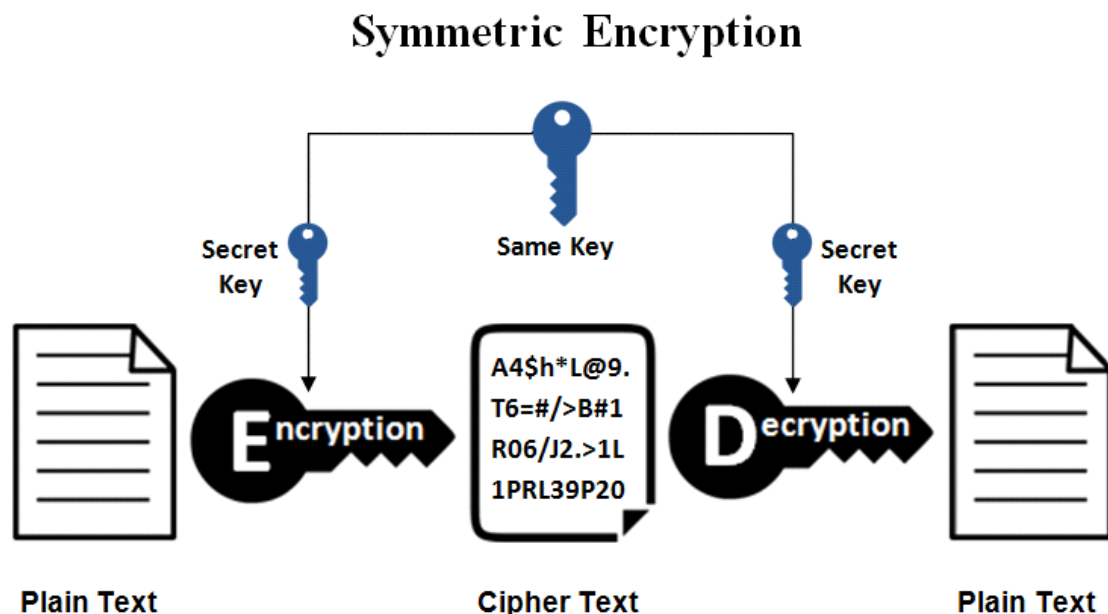 Symmetric Encryption
Secret
Key
Same Key
Secret
Key
Encryption
A4$h*L@9.
T6=#/>B#1
R06/J2.>1L
1PRL39P20
Decryption
Plain Text
Cipher Text
Plain Text